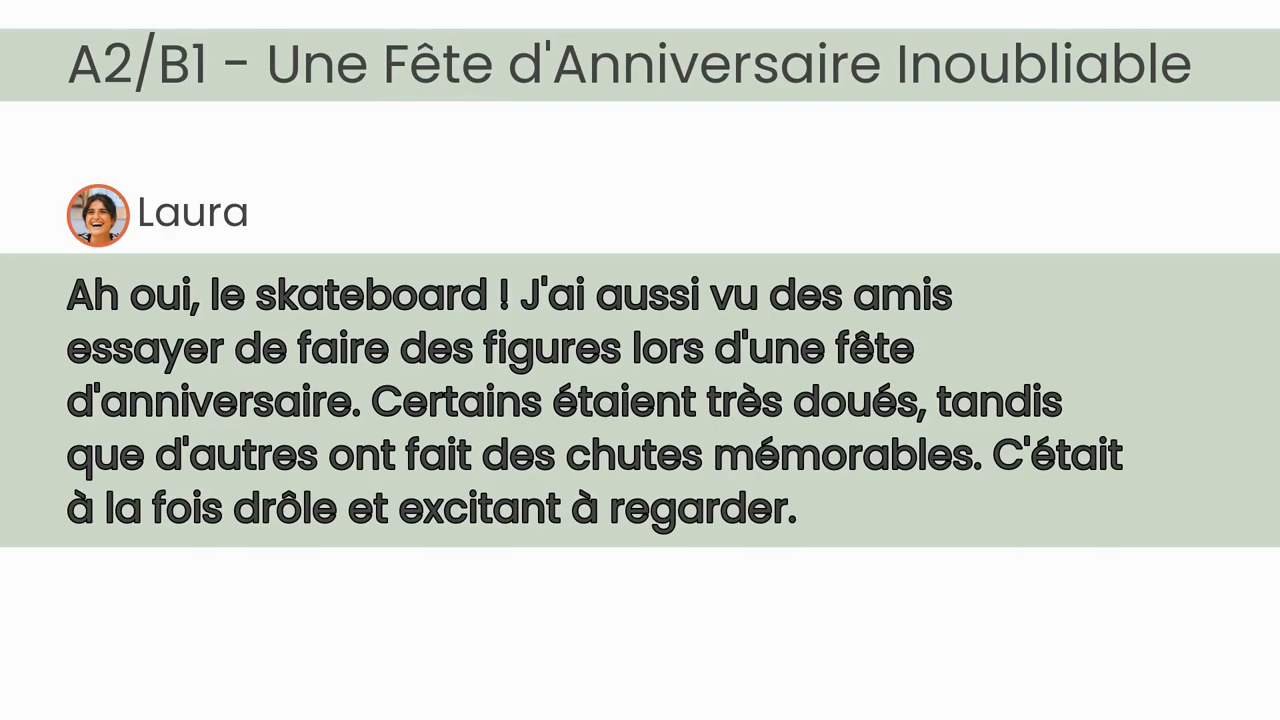 A2/B1 - Une Fête d'Anniversaire Inoubliable
Laura
Ah oui, le skateboard ! J'ai aussi vu des amis
essayer de faire des figures lors d'une fête
d'anniversaire. Certains étaient très doués, tandis
que d'autres ont fait des chutes mémorables. C'était
à la fois drôle et excitant à regarder.